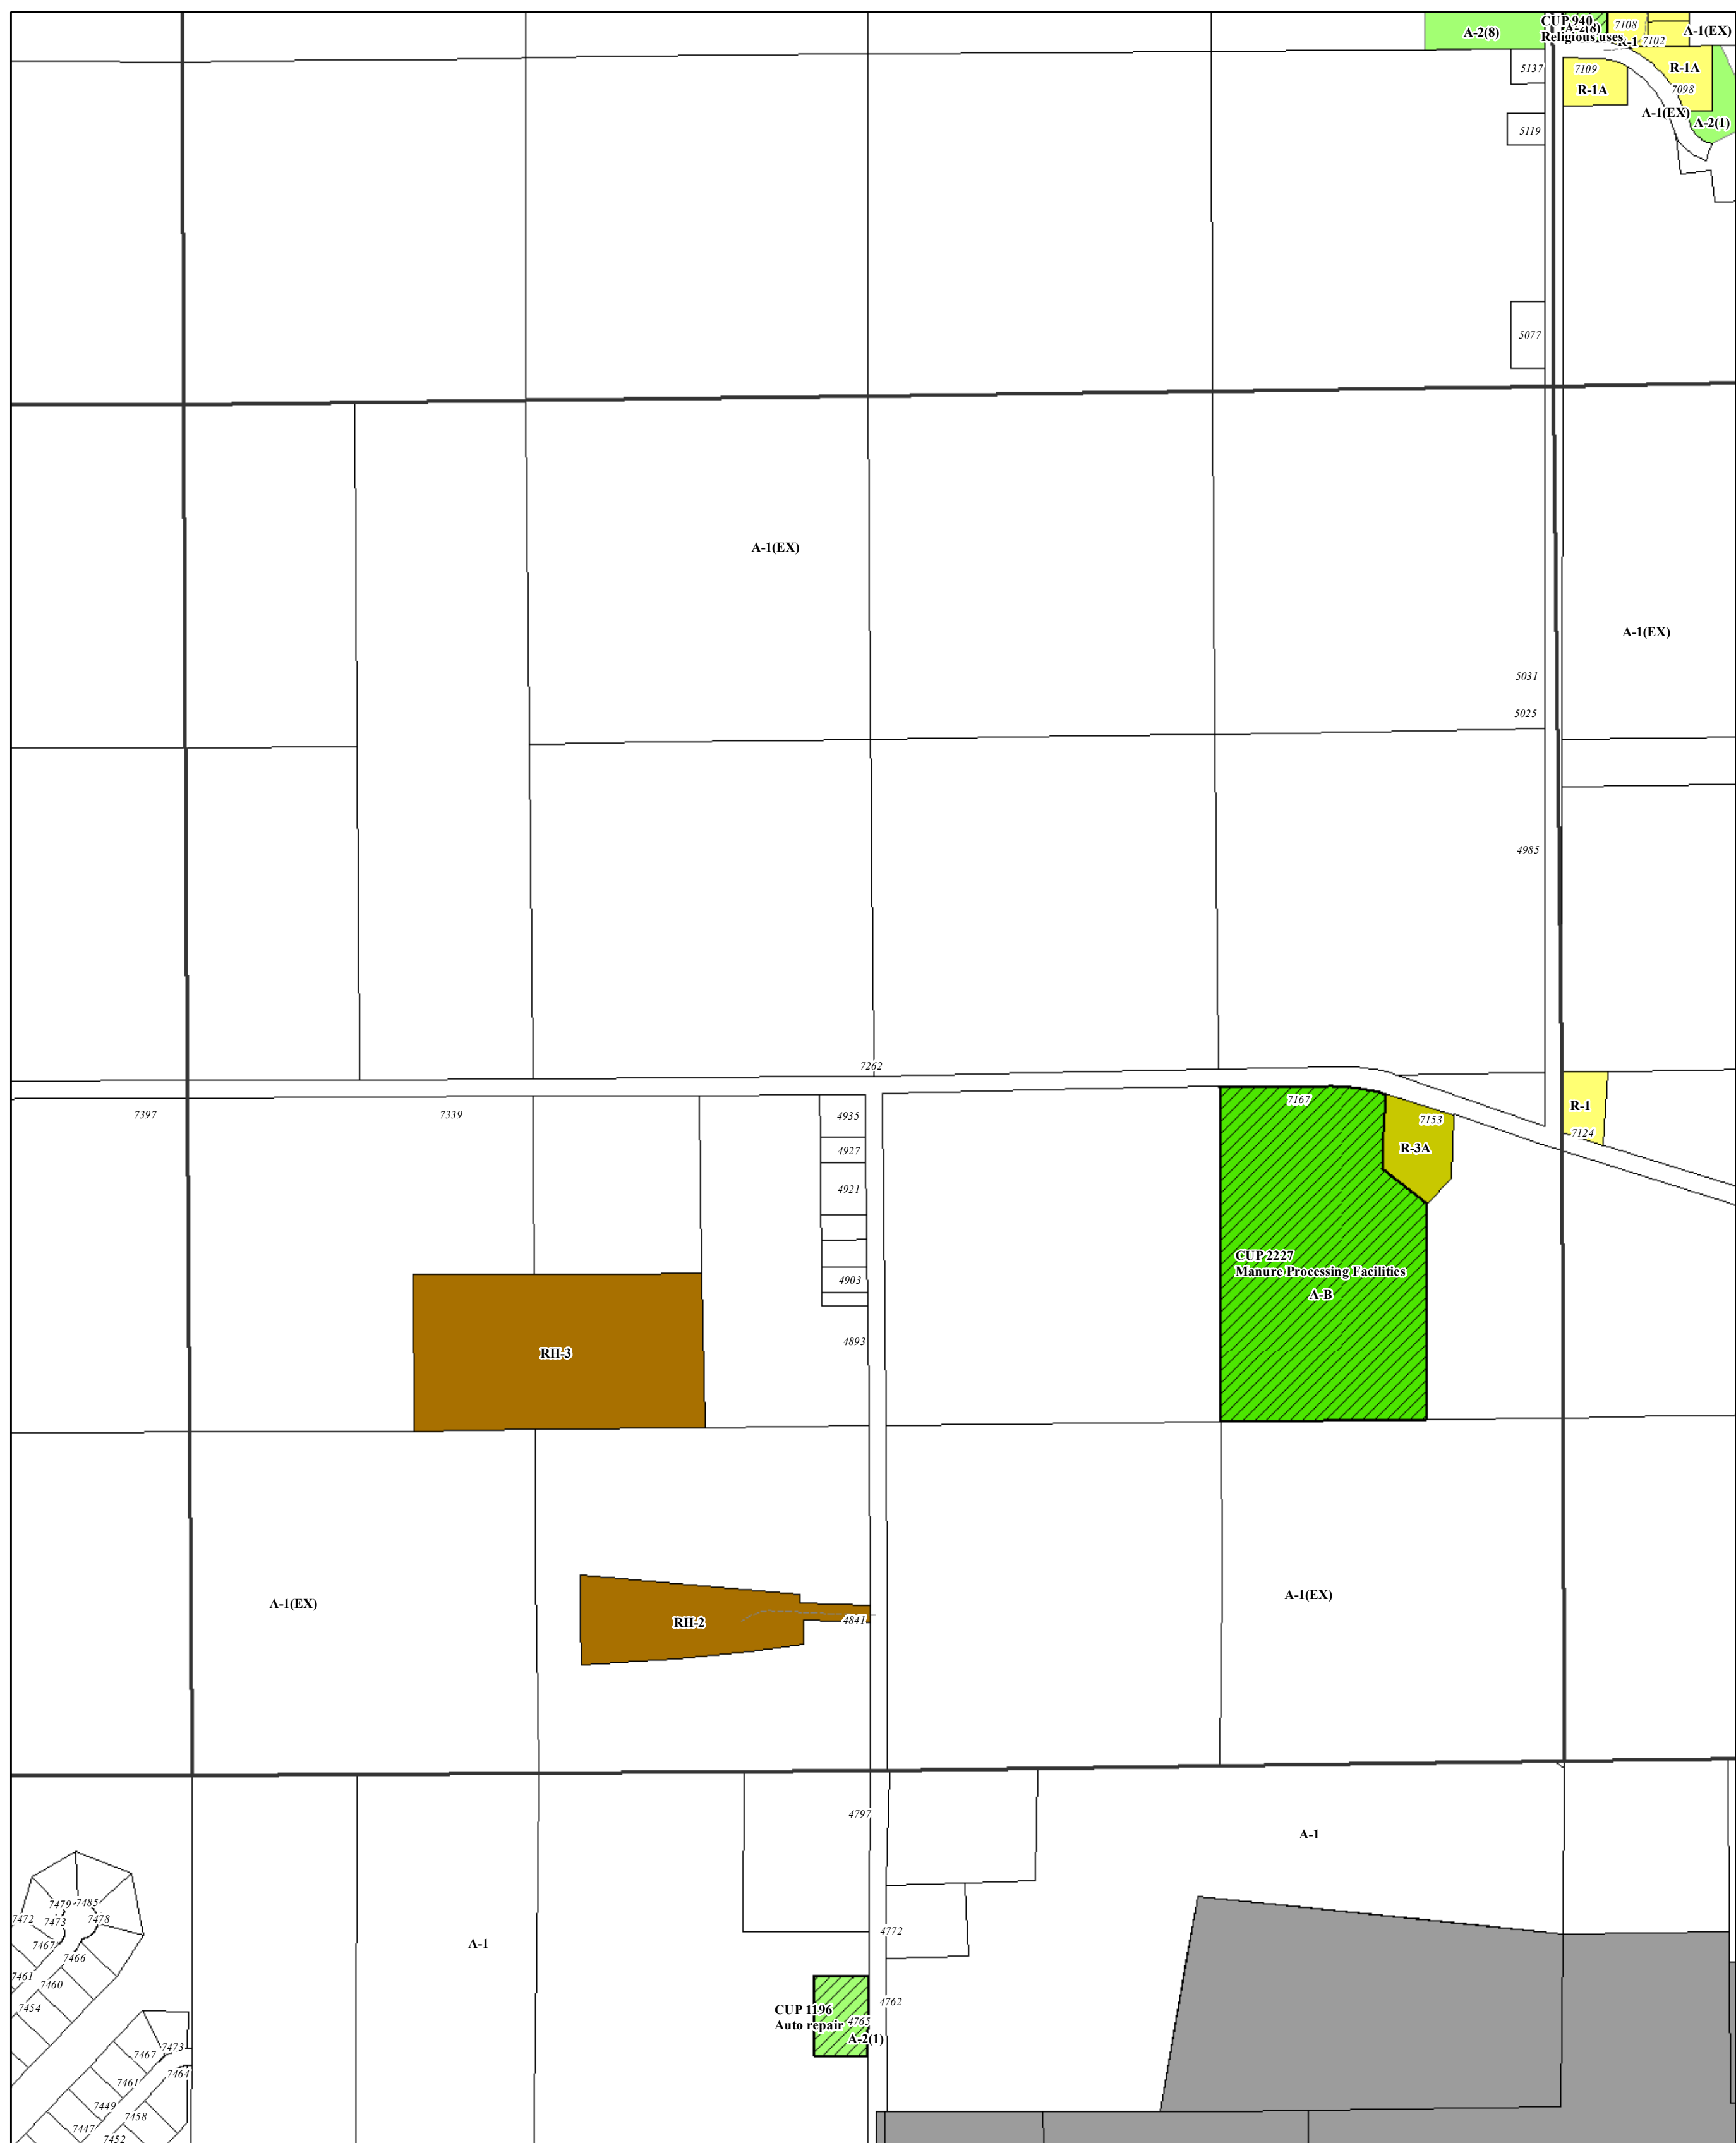 A-2(8)
CUP 940
A-2(8)
Religious uses
R-1
7108
7102
A-1(EX)
5137
7109
R-1A
R-1A
7098
A-1(EX)
A-2(1)
5119
5077
A-1(EX)
A-1(EX)
5031
5025
4985
7262
7397
7339
4935
4927
4921
4903
4893
7167
7153
R-3A
R-1
7124
CUP 2227
Manure Processing Facilities
A-B
RH-3
A-1(EX)
RH-2
4841
A-1(EX)
4797
A-1
7479
7485
7472
7473
7478
7467
7466
7461
7460
7454
A-1
4772
4762
CUP 1196
Auto repair
4765
A-2(1)
7473
7467
7464
7461
7449
7458
7447
7452